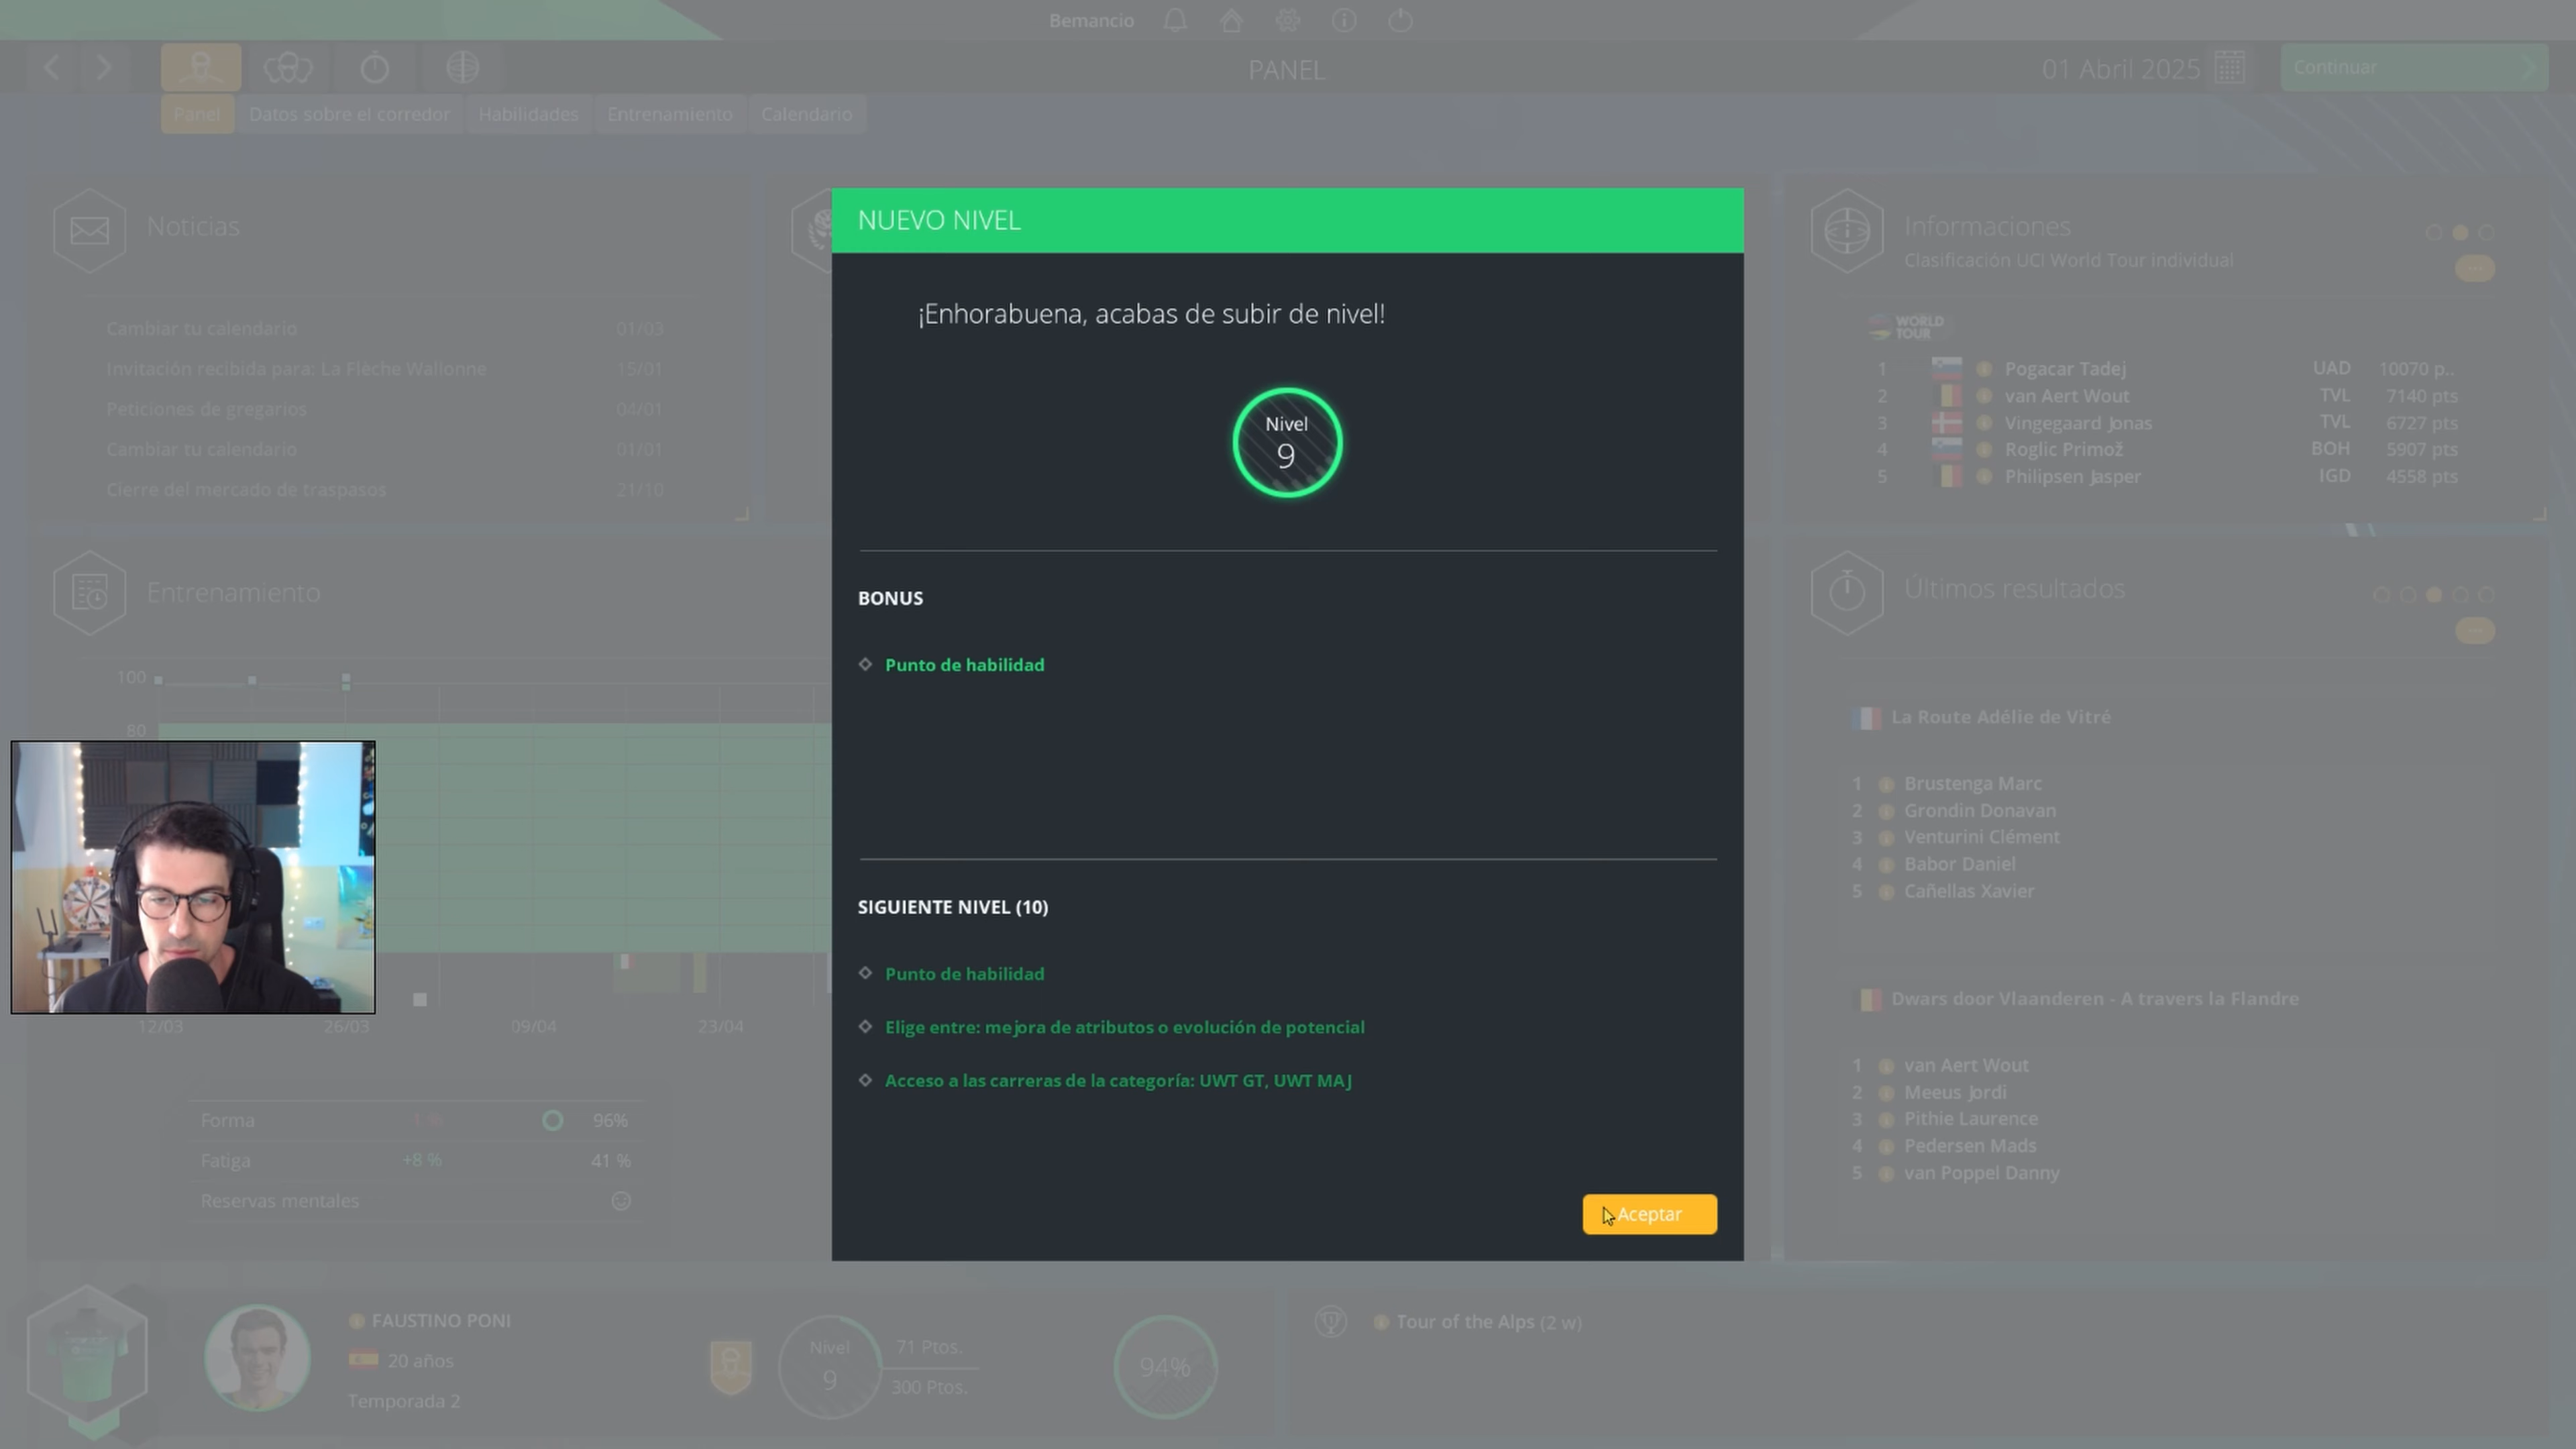 Bemancio
PANEL
01 Abril 2025
Continuar
Panel
Datos sobre el corredor
Habilidades
Entrenamiento
Calendario
Noticias
Cambiar tu calendario 01/03
Invitación recibida para: La Flèche Wallonne 15/01
Peticiones de gregarios 04/01
Cambiar tu calendario 01/01
Cierre del mercado de traspasos 21/10
Entrenamiento
100
80
12/03 26/03 09/04 23/04
Forma 96%
Fatiga +8 % 41 %
Reservas mentales
NUEVO NIVEL
¡Enhorabuena, acabas de subir de nivel!
Nivel
9
BONUS
Punto de habilidad
SIGUIENTE NIVEL (10)
Punto de habilidad
Elige entre: mejora de atributos o evolución de potencial
Acceso a las carreras de la categoría: UWT GT, UWT MAJ
Aceptar
Informaciones
Clasificación UCI World Tour individual
WORLD
TOUR
1 Pogacar Tadej UAD 10070 p..
2 van Aert Wout TVL 7140 pts
3 Vingegaard Jonas TVL 6727 pts
4 Roglic Primož BOH 5907 pts
5 Philipsen Jasper IGD 4558 pts
Últimos resultados
La Route Adélie de Vitré
1 Brustenga Marc
2 Grondin Donavan
3 Venturini Clément
4 Babor Daniel
5 Cañellas Xavier
Dwars door Vlaanderen - A travers la Flandre
1 van Aert Wout
2 Meeus Jordi
3 Pithie Laurence
4 Pedersen Mads
5 van Poppel Danny
FAUSTINO PONI
20 años
Temporada 2
Nivel
9
71 Ptos.
300 Ptos.
94%
Tour of the Alps (2 w)